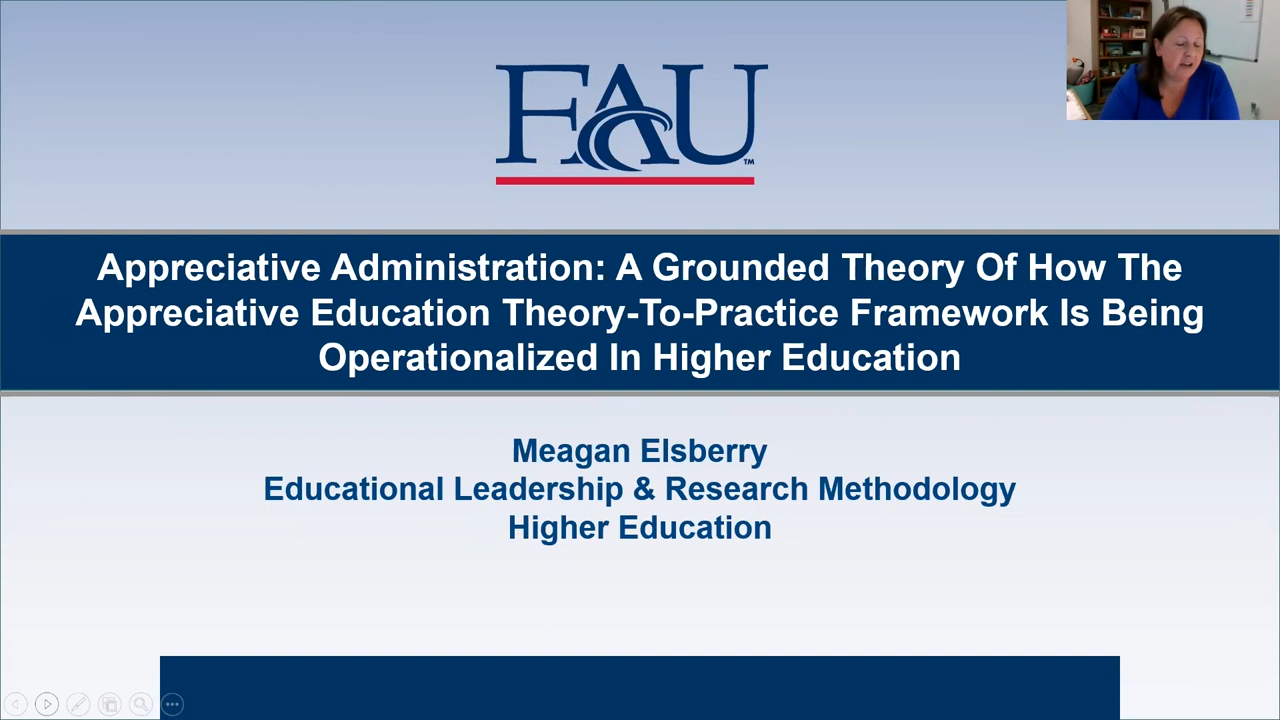 FAU
TM
Appreciative Administration: A Grounded Theory Of How The
Appreciative Education Theory-To-Practice Framework Is Being
Operationalized In Higher Education
Meagan Elsberry
Educational Leadership & Research Methodology
Higher Education